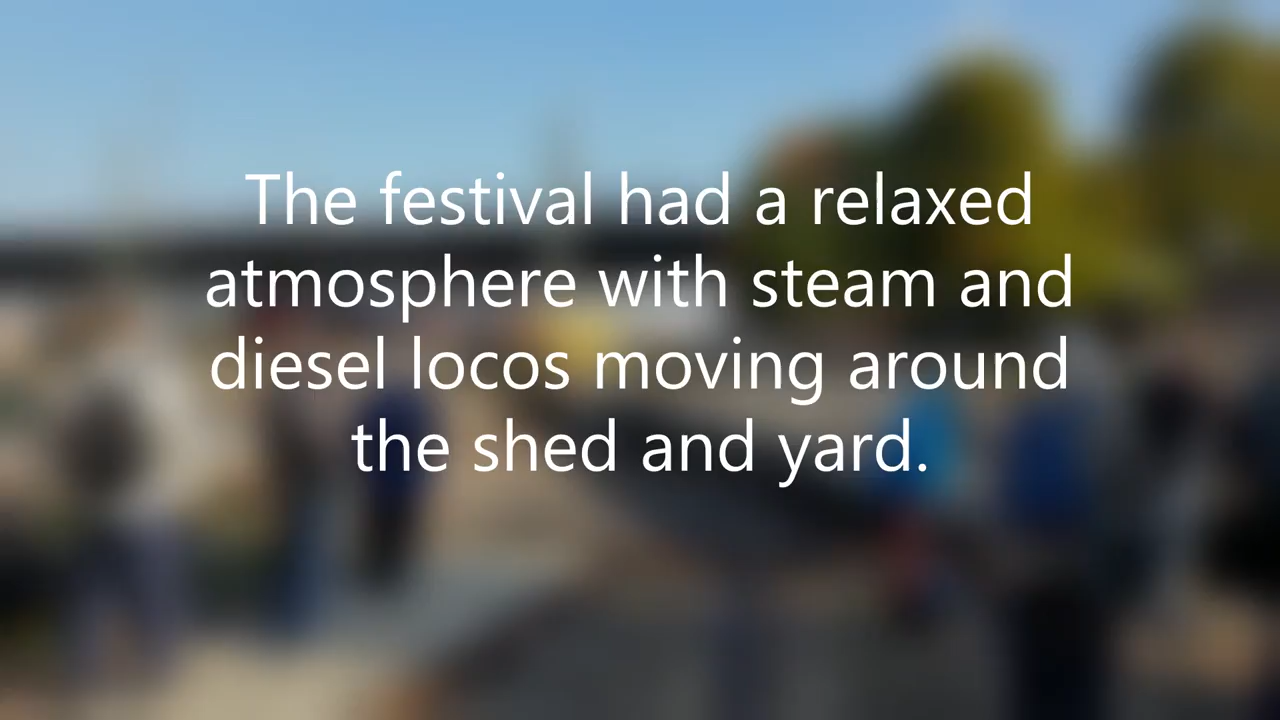 The festival had a relaxed
atmosphere with steam and
diesel locos moving around
the shed and yard.